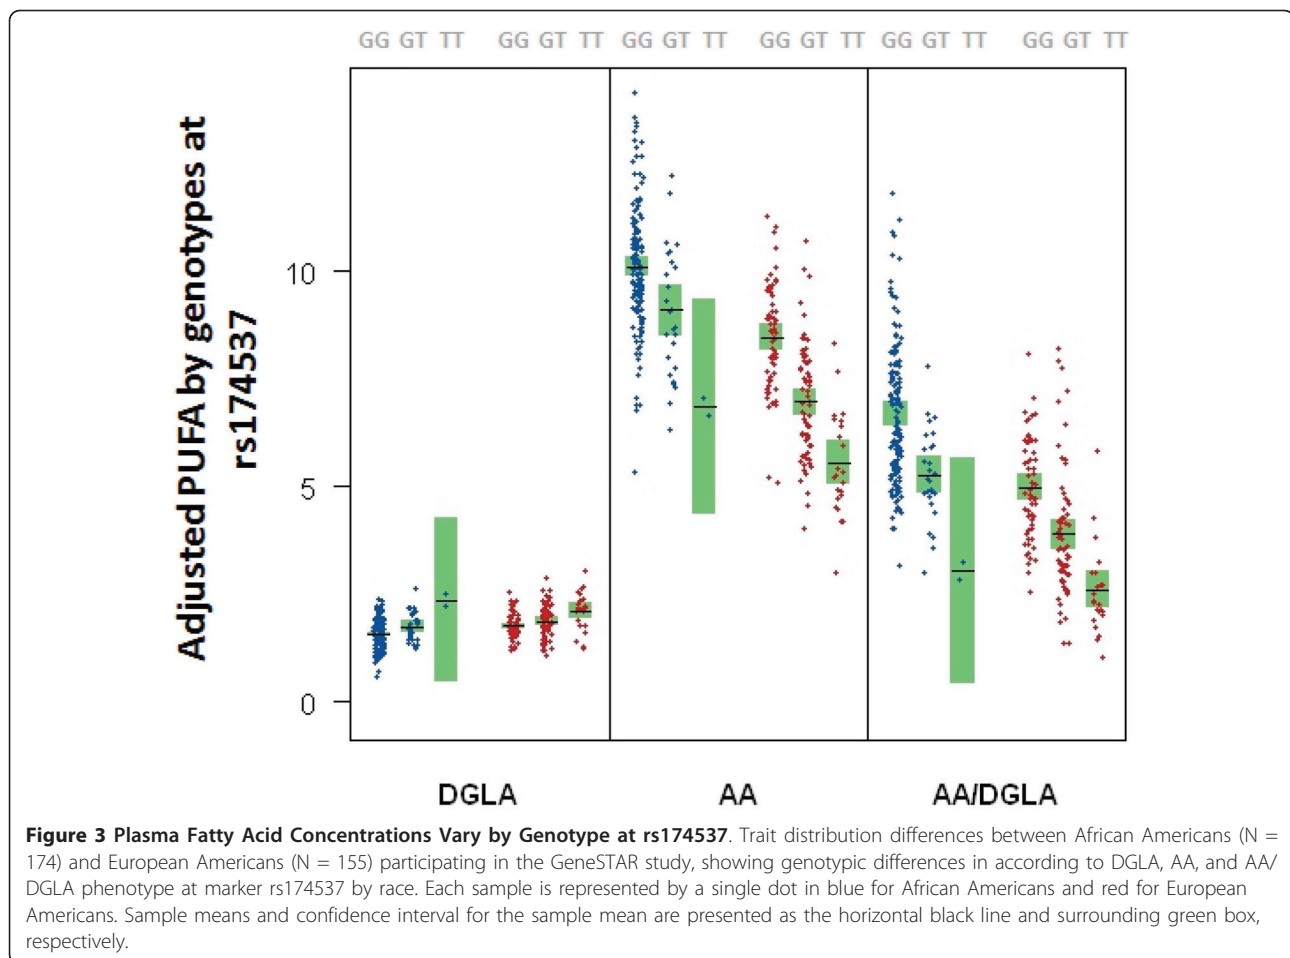 GG GT TT GG GT TT GG GT TT GG GT TT GG GT TT GG GT TT
Adjusted PUFA by genotypes at
rs174537
10
5
0
DGLA AA AA/DGLA
Figure 3 Plasma Fatty Acid Concentrations Vary by Genotype at rs174537. Trait distribution differences between African Americans (N =
174) and European Americans (N = 155) participating in the GeneSTAR study, showing genotypic differences in according to DGLA, AA, and AA/
DGLA phenotype at marker rs174537 by race. Each sample is represented by a single dot in blue for African Americans and red for European
Americans. Sample means and confidence interval for the sample mean are presented as the horizontal black line and surrounding green box,
respectively.